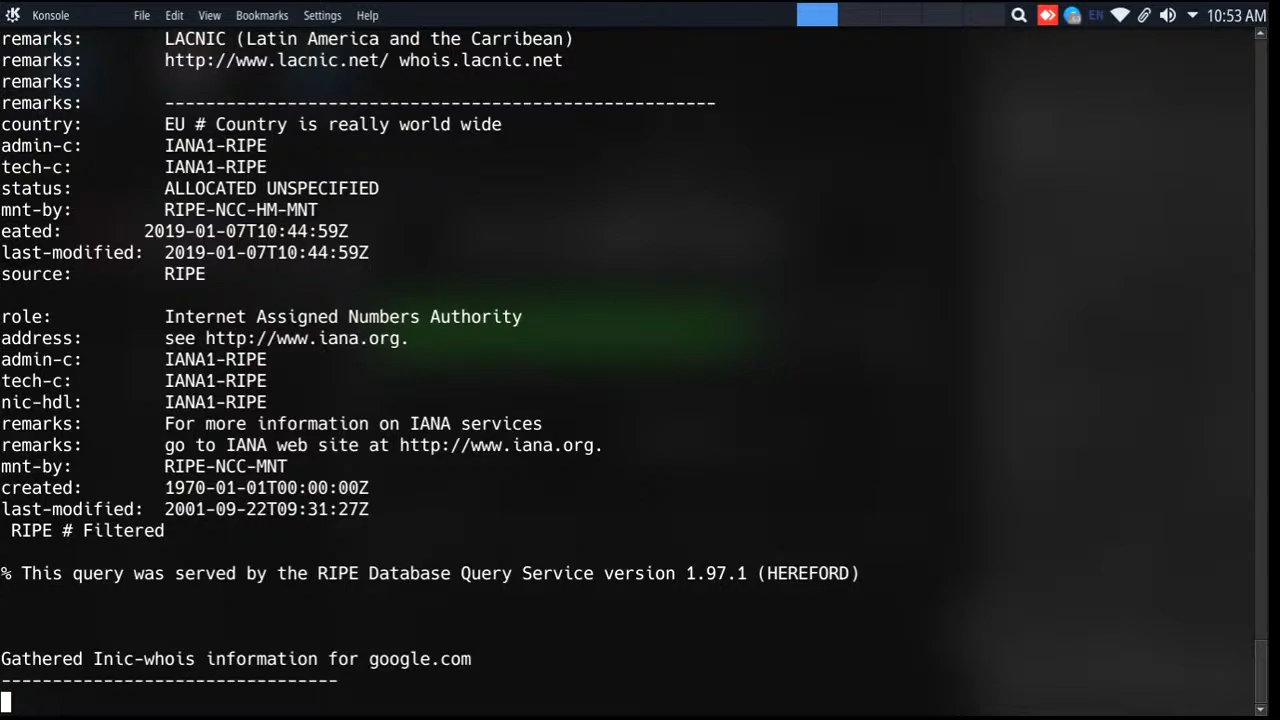 Konsole File Edit View Bookmarks Settings Help EN 10:53 AM
remarks: LACNIC (Latin America and the Carribean)
remarks: http://www.lacnic.net/ whois.lacnic.net
remarks:
remarks: ------------------------------------------------------
country: EU # Country is really world wide
admin-c: IANA1-RIPE
tech-c: IANA1-RIPE
status: ALLOCATED UNSPECIFIED
mnt-by: RIPE-NCC-HM-MNT
eated: 2019-01-07T10:44:59Z
last-modified: 2019-01-07T10:44:59Z
source: RIPE
role: Internet Assigned Numbers Authority
address: see http://www.iana.org.
admin-c: IANA1-RIPE
tech-c: IANA1-RIPE
nic-hdl: IANA1-RIPE
remarks: For more information on IANA services
remarks: go to IANA web site at http://www.iana.org.
mnt-by: RIPE-NCC-MNT
created: 1970-01-01T00:00:00Z
last-modified: 2001-09-22T09:31:27Z
RIPE # Filtered
% This query was served by the RIPE Database Query Service version 1.97.1 (HEREFORD)
Gathered Inic-whois information for google.com
---------------------------------